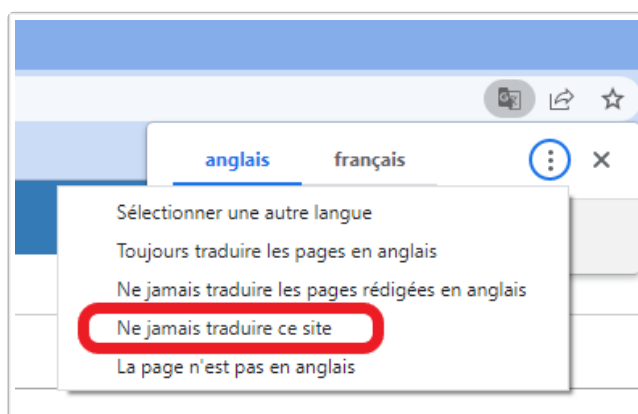 anglais français
Sélectionner une autre langue
Toujours traduire les pages en anglais
Ne jamais traduire les pages rédigées en anglais
Ne jamais traduire ce site
La page n'est pas en anglais